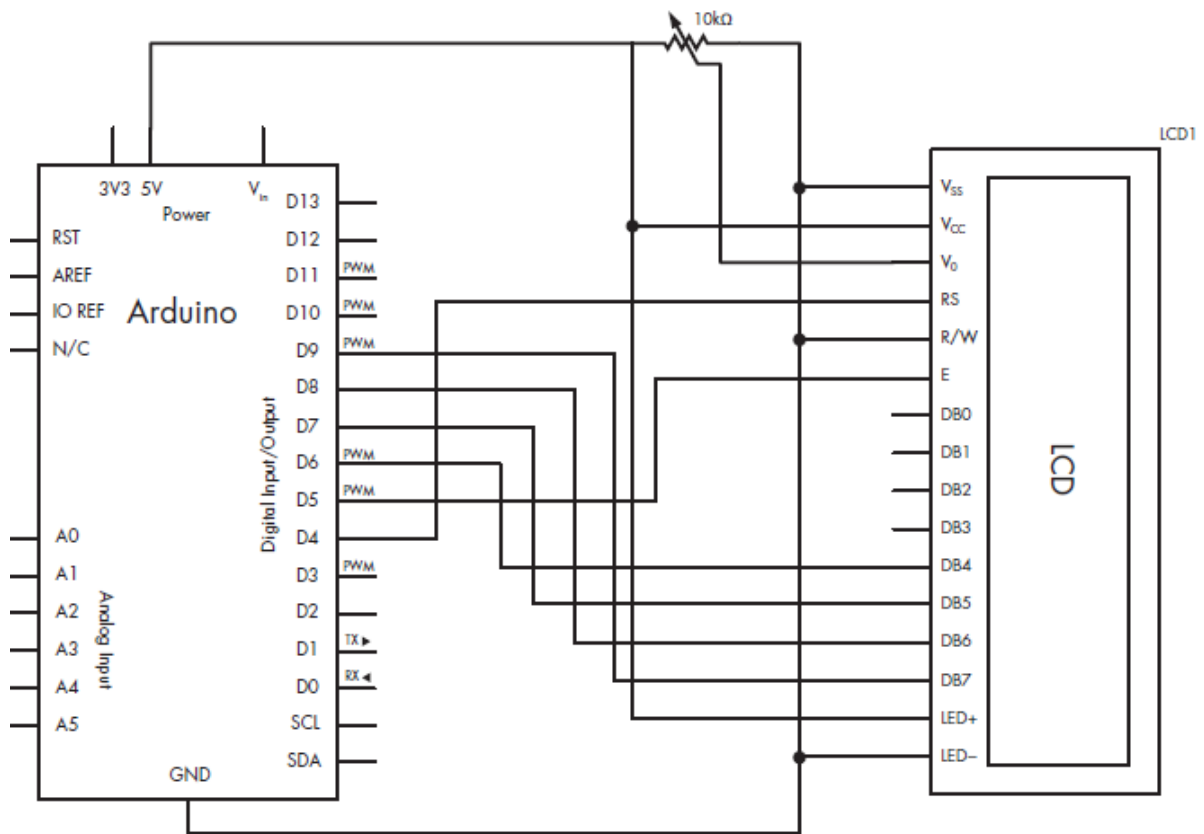 10kΩ
LCD1
3V3 5V Vin
Power
RST
AREF
IO REF
N/C
Arduino
A0
A1
A2
A3
A4
A5
Analog Input
Digital Input/Output
D13
D12
D11 PWM
D10 PWM
D9 PWM
D8
D7
D6 PWM
D5 PWM
D4
D3 PWM
D2
D1 TX ▶
D0 RX ◀
SCL
SDA
GND
VSS
VCC
V0
RS
R/W
E
DB0
DB1
DB2
DB3
DB4
DB5
DB6
DB7
LED+
LED−
LCD